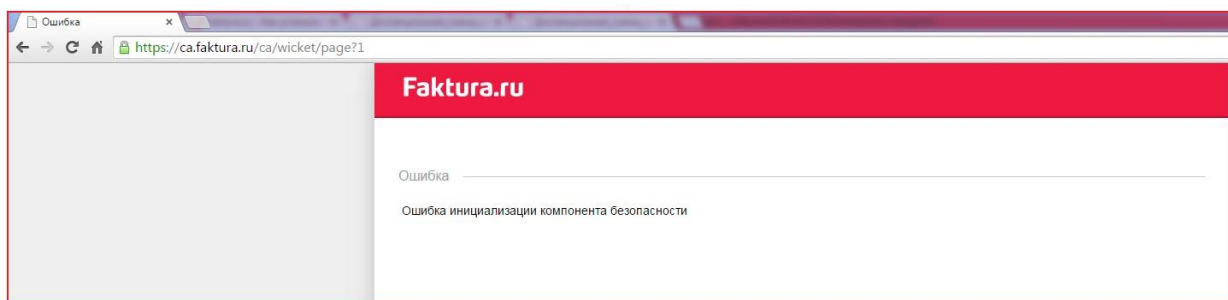 Ошибка
https://ca.faktura.ru/ca/wicket/page?1
Faktura.ru
Ошибка
Ошибка инициализации компонента безопасности